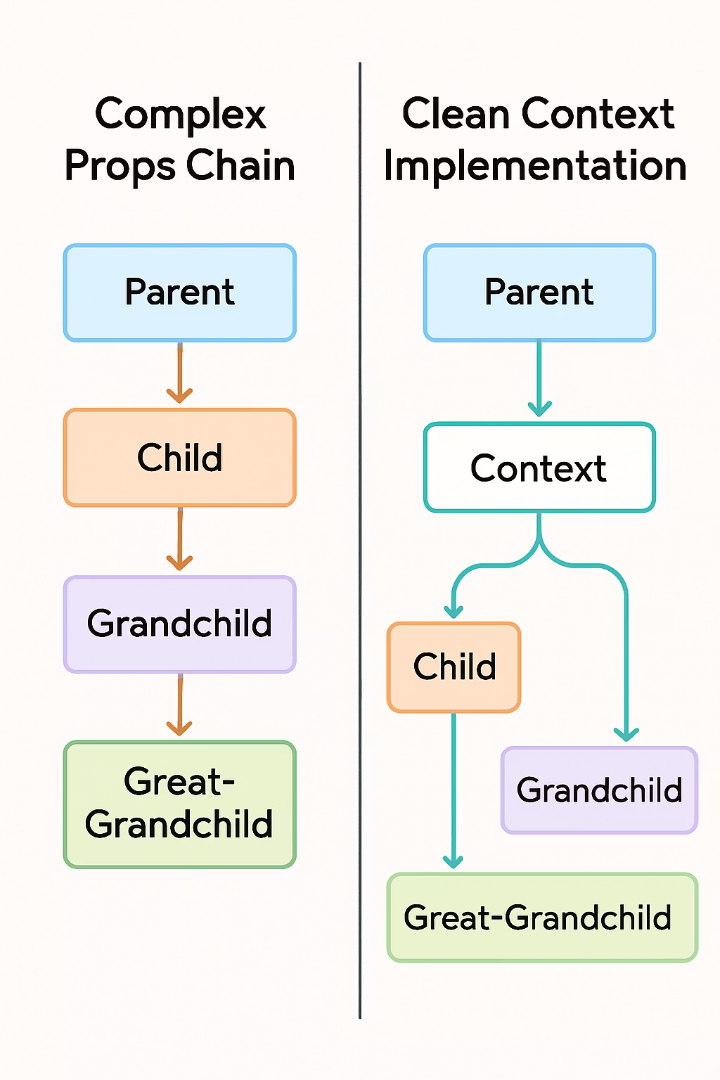 Complex
Props Chain
Parent
Child
Grandchild
Great-
Grandchild
Clean Context
Implementation
Parent
Context
Child
Grandchild
Great-Grandchild